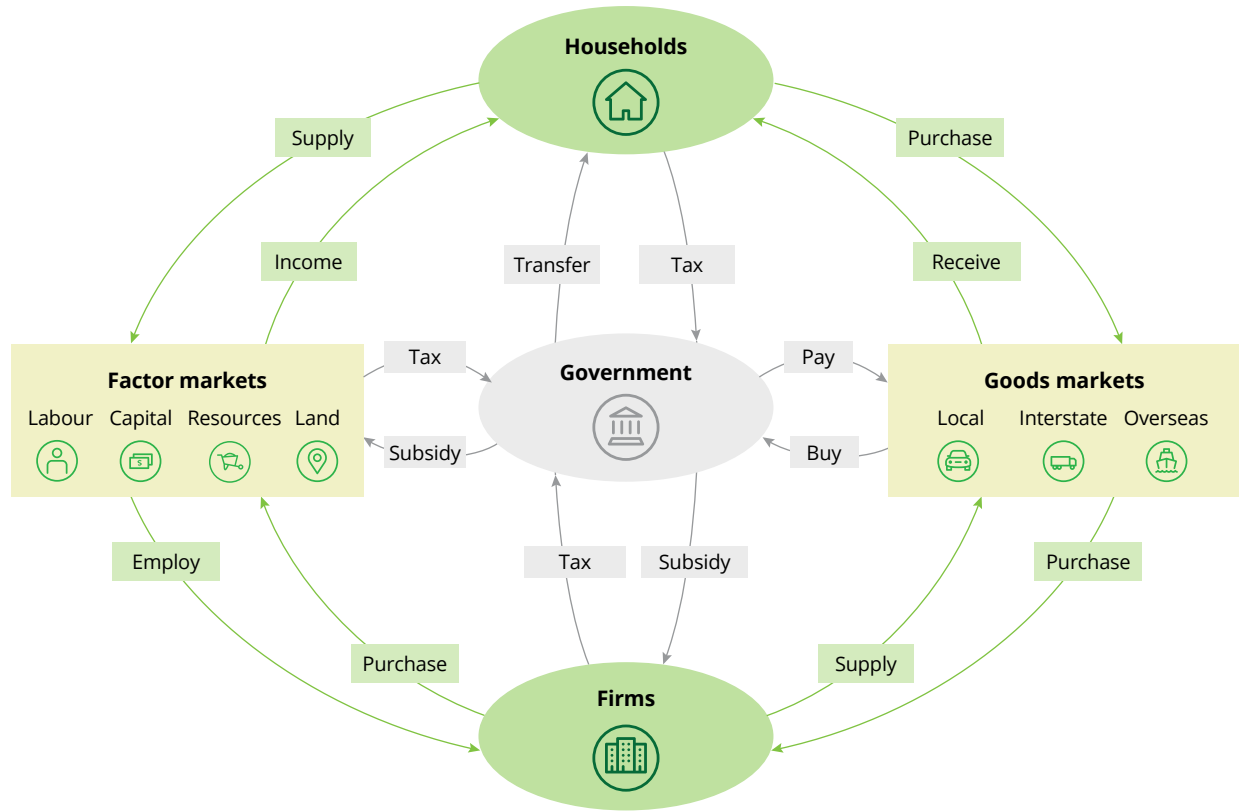 Households
Supply
Purchase
Income
Transfer
Tax
Receive
Factor markets
Labour
Capital
Resources
Land
$
Tax
Subsidy
Government
Pay
Buy
Goods markets
Local
Interstate
Overseas
Employ
Tax
Subsidy
Purchase
Purchase
Supply
Firms